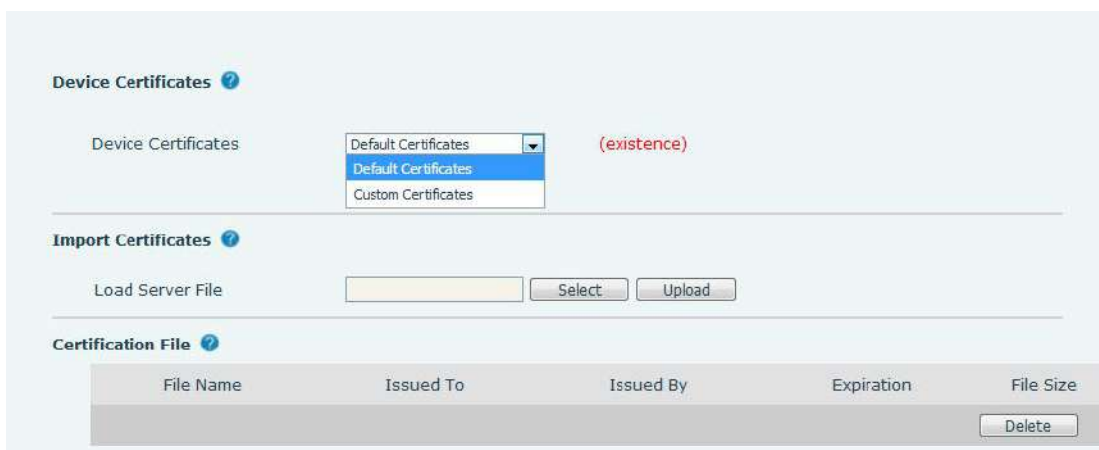 Device Certificates
Device Certificates Default Certificates (existence)
Default Certificates
Custom Certificates
Import Certificates
Load Server File Select Upload
Certification File
File Name Issued To Issued By Expiration File Size
Delete